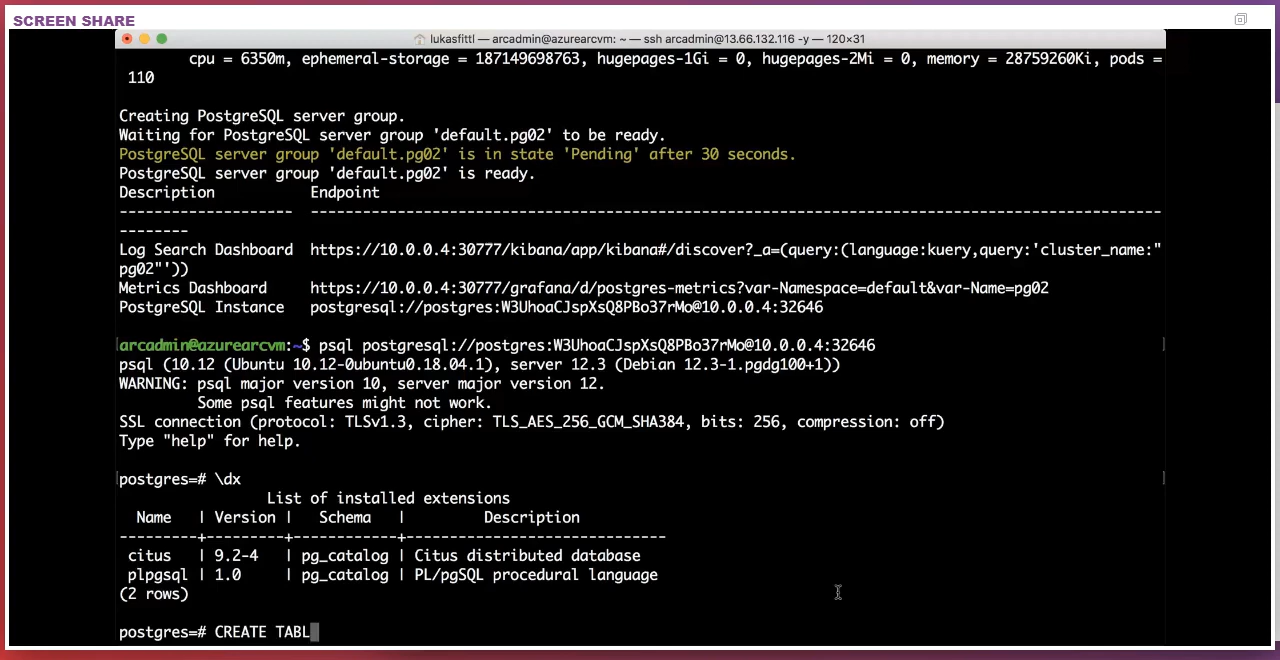 SCREEN SHARE
lukasfittl — arcadmin@azurearcvm: ~ — ssh arcadmin@13.66.132.116 -y — 120×31
cpu = 6350m, ephemeral-storage = 187149698763, hugepages-1Gi = 0, hugepages-2Mi = 0, memory = 28759260Ki, pods =
110
Creating PostgreSQL server group.
Waiting for PostgreSQL server group 'default.pg02' to be ready.
PostgreSQL server group 'default.pg02' is in state 'Pending' after 30 seconds.
PostgreSQL server group 'default.pg02' is ready.
Description          Endpoint
--------------------  --------------------------------------------------------------------------------------------------
--------
Log Search Dashboard  https://10.0.0.4:30777/kibana/app/kibana#/discover?_a=(query:(language:kuery,query:'cluster_name:"
pg02"'))
Metrics Dashboard     https://10.0.0.4:30777/grafana/d/postgres-metrics?var-Namespace=default&var-Name=pg02
PostgreSQL Instance   postgresql://postgres:W3UhoaCJspXsQ8PBo37rMo@10.0.0.4:32646
arcadmin@azurearcvm:~$ psql postgresql://postgres:W3UhoaCJspXsQ8PBo37rMo@10.0.0.4:32646
psql (10.12 (Ubuntu 10.12-0ubuntu0.18.04.1), server 12.3 (Debian 12.3-1.pgdg100+1))
WARNING: psql major version 10, server major version 12.
         Some psql features might not work.
SSL connection (protocol: TLSv1.3, cipher: TLS_AES_256_GCM_SHA384, bits: 256, compression: off)
Type "help" for help.
postgres=# \dx
                 List of installed extensions
  Name   | Version |   Schema   |         Description
---------+---------+------------+------------------------------
 citus   | 9.2-4   | pg_catalog | Citus distributed database
 plpgsql | 1.0     | pg_catalog | PL/pgSQL procedural language
(2 rows)
postgres=# CREATE TABL